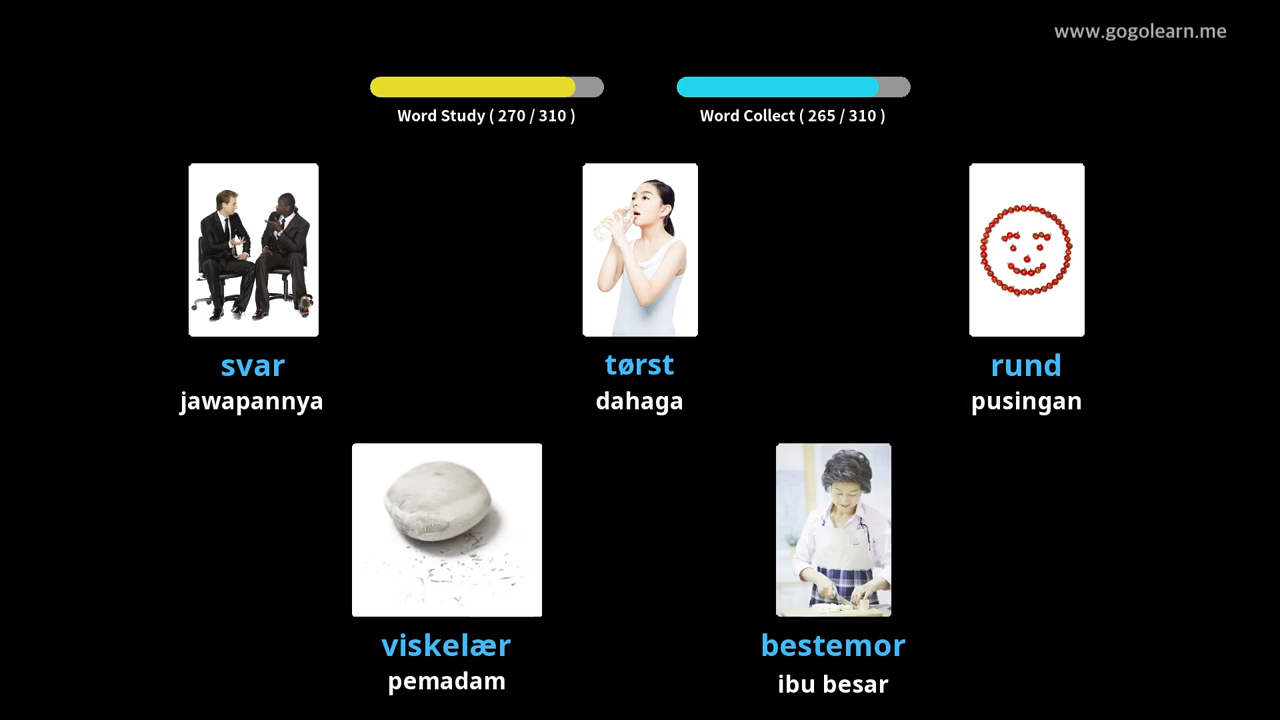 www.gogolearn.me
Word Study ( 270 / 310 )
Word Collect ( 265 / 310 )
svar
jawapannya
tørst
dahaga
rund
pusingan
viskelær
pemadam
bestemor
ibu besar